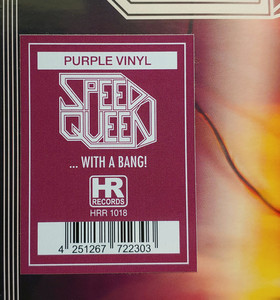 PURPLE VINYL
SPEED
QUEEN
... WITH A BANG!
HR
RECORDS
HRR 1018
4 251267 722303